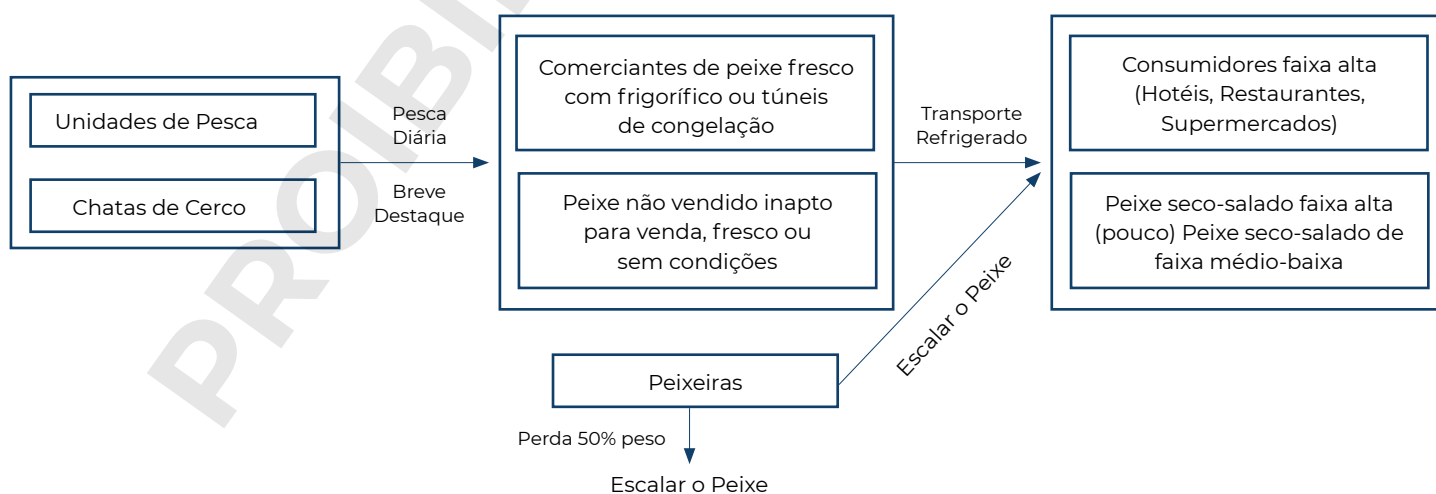 Unidades de Pesca
Chatas de Cerco
Pesca
Diária
Breve
Destaque
Comerciantes de peixe fresco
com frigorífico ou túneis
de congelação
Peixe não vendido inapto
para venda, fresco ou
sem condições
Transporte
Refrigerado
Consumidores faixa alta
(Hotéis, Restaurantes,
Supermercados)
Peixe seco-salado faixa alta
(pouco) Peixe seco-salado de
faixa médio-baixa
Escalar o Peixe
Peixeiras
Perda 50% peso
Escalar o Peixe